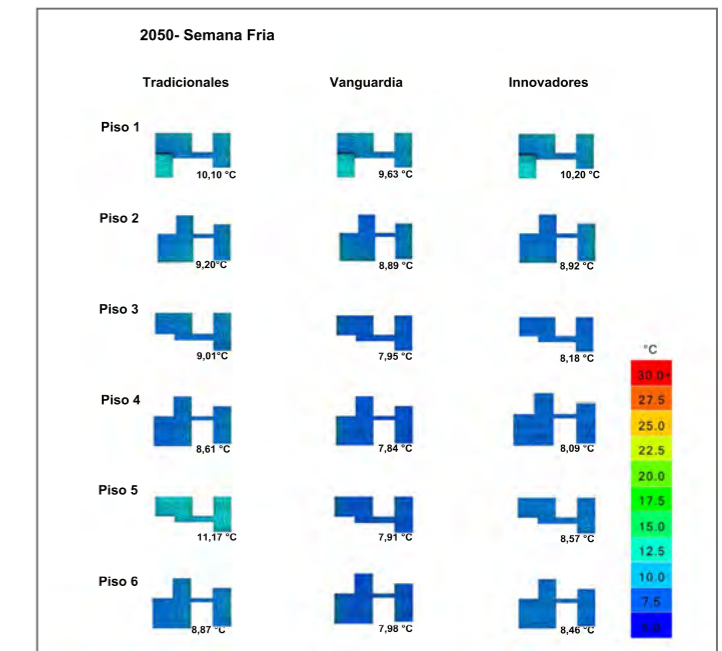 2050- Semana Fria
Tradicionales Vanguardia Innovadores
Piso 1
10,10 °C 9,63 °C 10,20 °C
Piso 2
9,20°C 8,89 °C 8,92 °C
Piso 3
9,01°C 7,95 °C 8,18 °C
Piso 4
8,61 °C 7,84 °C 8,09 °C
Piso 5
11,17 °C 7,91 °C 8,57 °C
Piso 6
8,87 °C 7,98 °C 8,46 °C
°C
30.0+
27.5
25.0
22.5
20.0
17.5
15.0
12.5
10.0
7.5